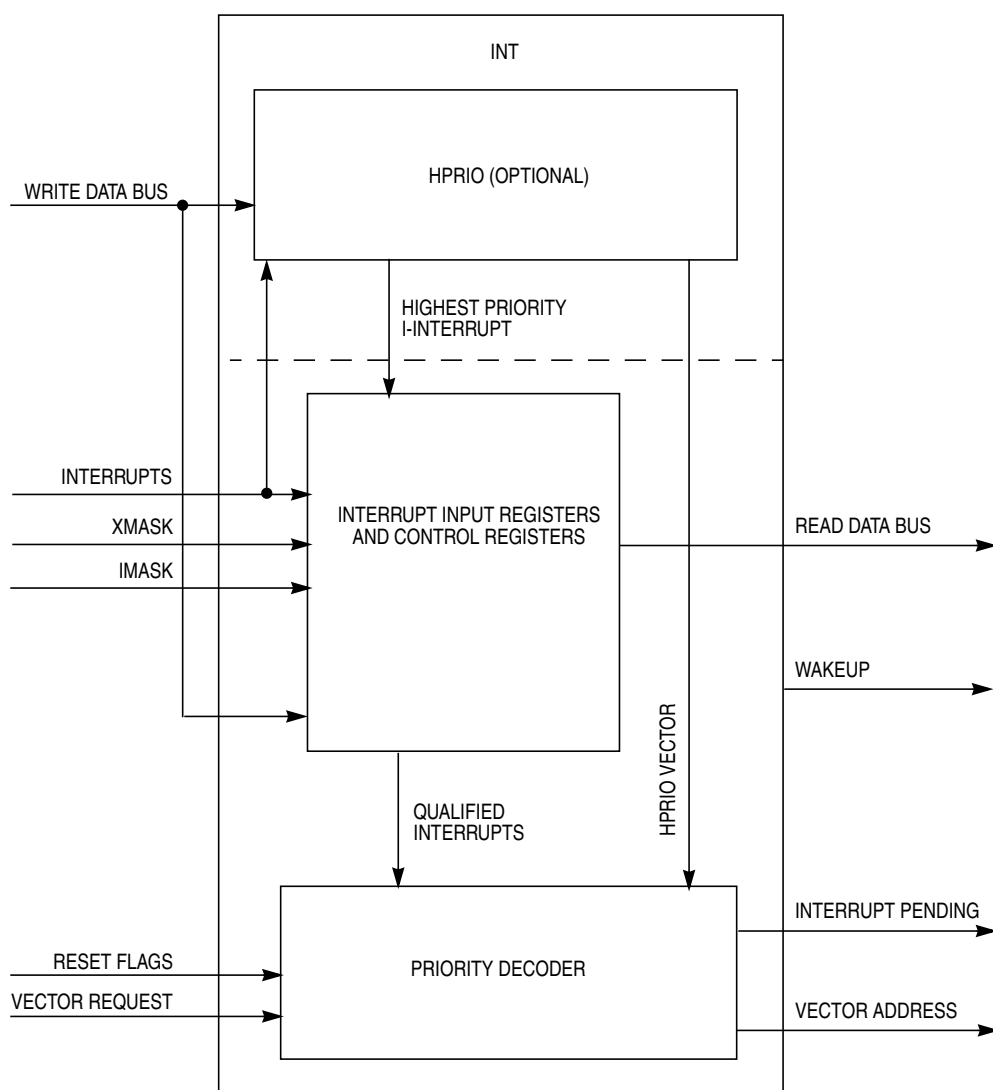 INT
HPRIO (OPTIONAL)
WRITE DATA BUS
HIGHEST PRIORITY
I-INTERRUPT
INTERRUPTS
XMASK
IMASK
INTERRUPT INPUT REGISTERS
AND CONTROL REGISTERS
READ DATA BUS
WAKEUP
HPRIO VECTOR
QUALIFIED
INTERRUPTS
INTERRUPT PENDING
RESET FLAGS
PRIORITY DECODER
VECTOR REQUEST
VECTOR ADDRESS